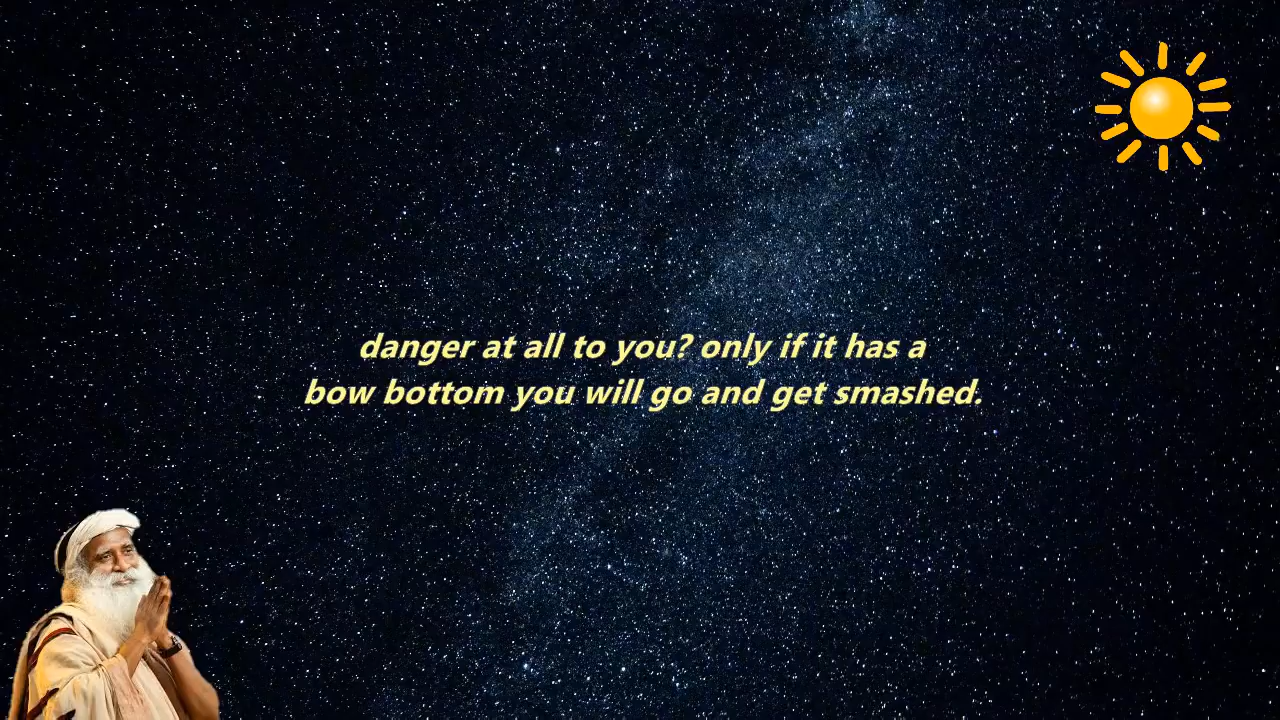 danger at all to you? only if it has a
bow bottom you will go and get smashed.